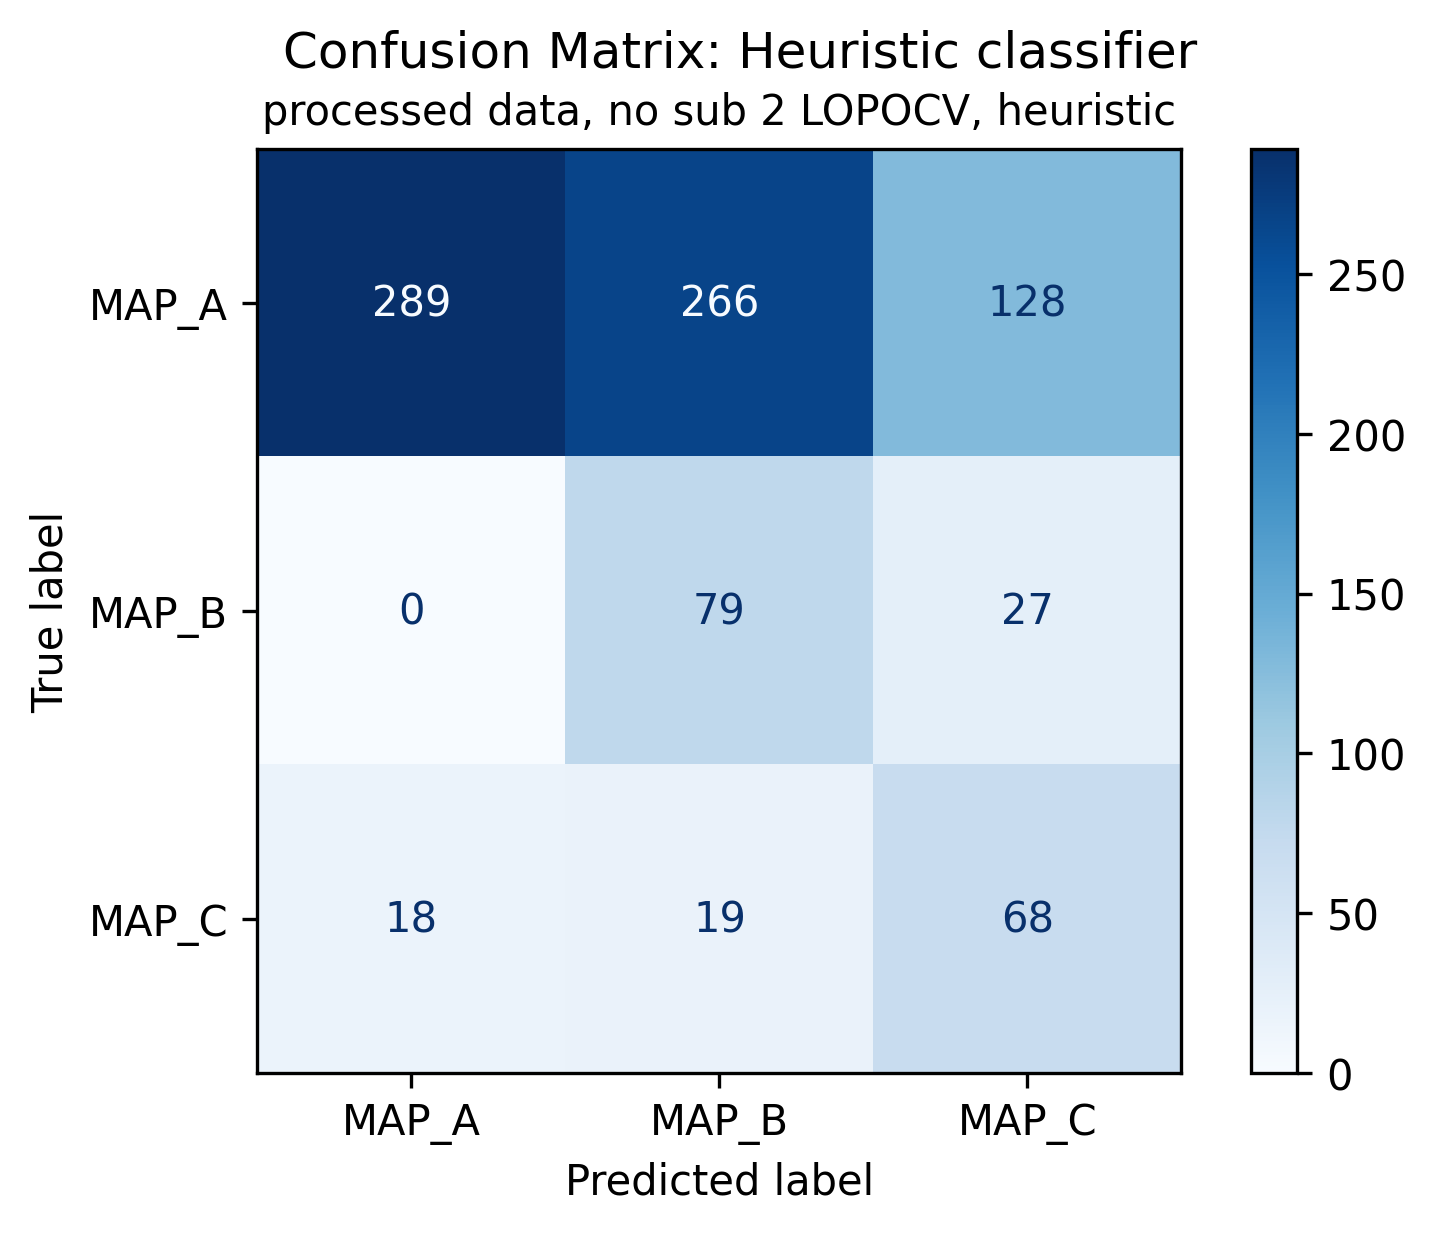 Confusion Matrix: Heuristic classifier
processed data, no sub 2 LOPOCV, heuristic
True label
MAP_A
289
266
128
MAP_B
0
79
27
MAP_C
18
19
68
MAP_A
MAP_B
MAP_C
Predicted label
250
200
150
100
50
0